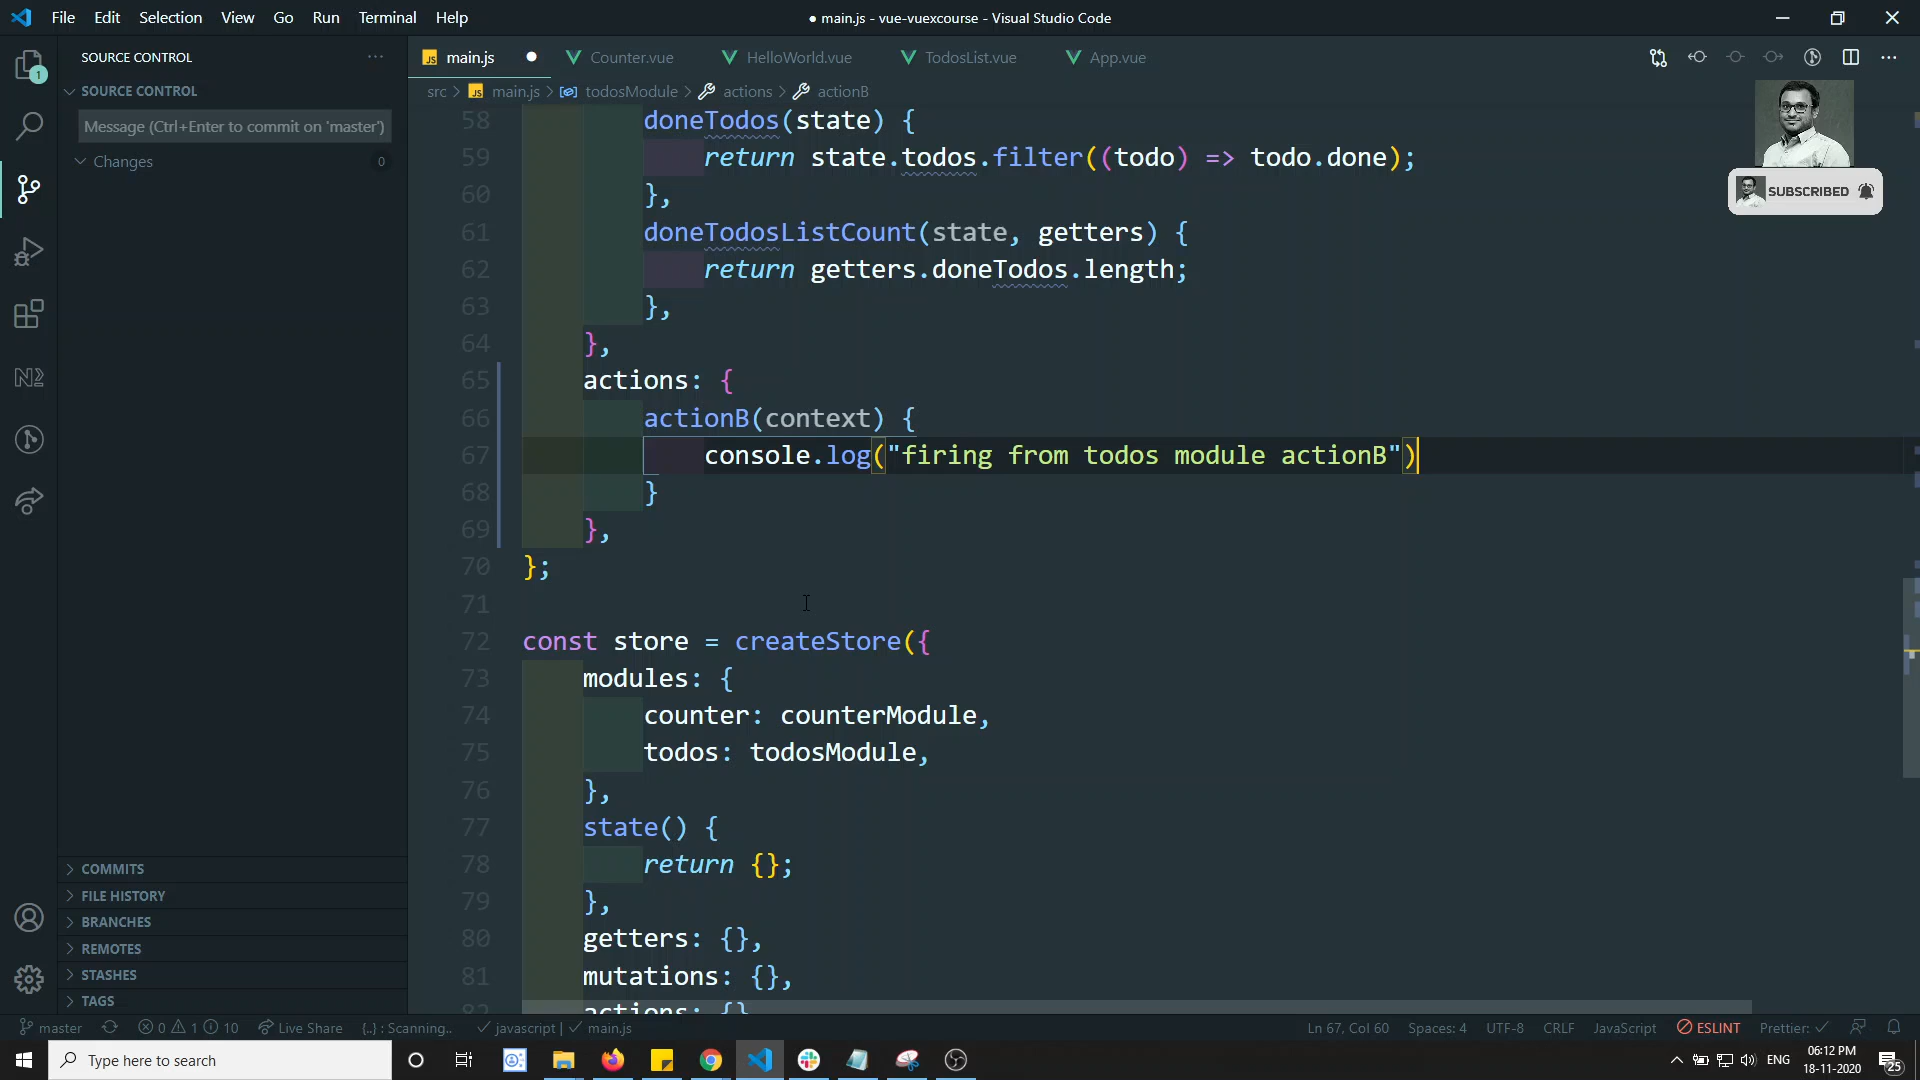 File Edit Selection View Go Run Terminal Help
● main.js - vue-vuexcourse - Visual Studio Code
SOURCE CONTROL
SOURCE CONTROL
Message (Ctrl+Enter to commit on 'master')
Changes 0
COMMITS
FILE HISTORY
BRANCHES
REMOTES
STASHES
TAGS
1
main.js Counter.vue HelloWorld.vue TodosList.vue App.vue
src > main.js > todosModule > actions > actionB
SUBSCRIBED
58 doneTodos(state) {
59 return state.todos.filter((todo) => todo.done);
60 },
61 doneTodosListCount(state, getters) {
62 return getters.doneTodos.length;
63 },
64 },
65 actions: {
66 actionB(context) {
67 console.log("firing from todos module actionB")
68 }
69 },
70 };
71
72 const store = createStore({
73 modules: {
74 counter: counterModule,
75 todos: todosModule,
76 },
77 state() {
78 return {};
79 },
80 getters: {},
81 mutations: {},
82 actions: {}
master 0 1 10 Live Share {..} : Scanning.. javascript | main.js
Ln 67, Col 60 Spaces: 4 UTF-8 CRLF JavaScript ESLINT Prettier:
Type here to search
ENG
06:12 PM
18-11-2020
25